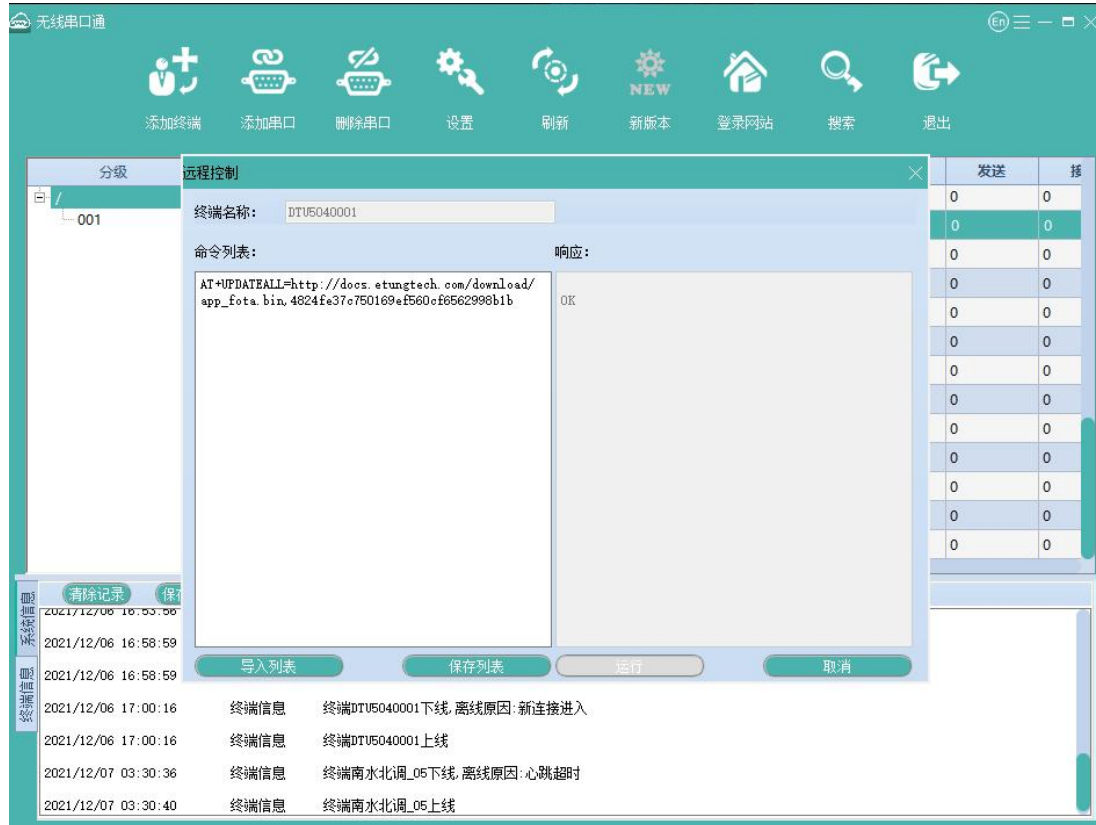 无线串口通
En
添加终端
添加串口
删除串口
设置
NEW
刷新
新版本
登录网站
搜索
退出
分级
发送
/
001
远程控制
终端名称：
DTU5040001
命令列表：
响应：
AT+UPDATEALL=http://docs.etungtech.com/download/
app_fota.bin,4824fe37c750169ef560cf6562998b1b
OK
0 0
0 0
0 0
0 0
0 0
0 0
0 0
0 0
0 0
0 0
0 0
0 0
0 0
导入列表
保存列表
运行
取消
系统信息
终端信息
清除记录
2021/12/06 16:53:56
2021/12/06 16:58:59
2021/12/06 16:58:59
2021/12/06 17:00:16 终端信息 终端DTU5040001下线,离线原因:新连接进入
2021/12/06 17:00:16 终端信息 终端DTU5040001上线
2021/12/07 03:30:36 终端信息 终端南水北调_05下线,离线原因:心跳超时
2021/12/07 03:30:40 终端信息 终端南水北调_05上线